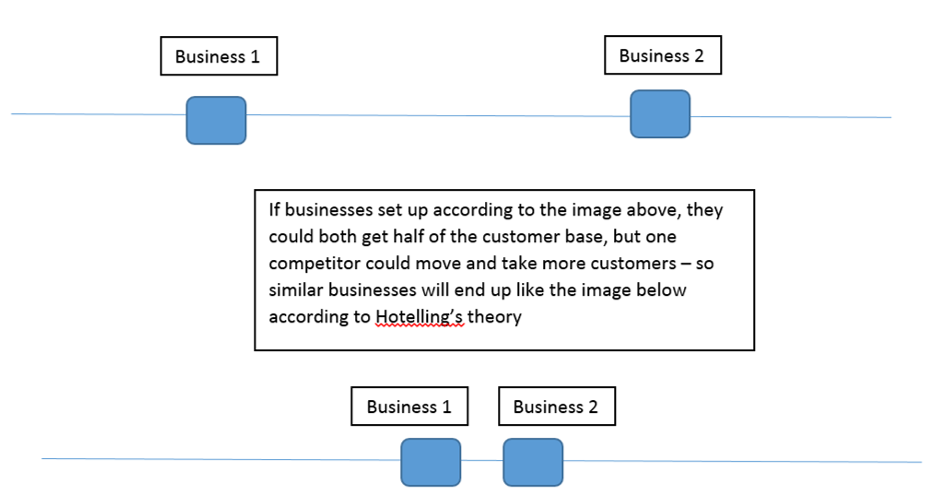 Business 1
Business 2
If businesses set up according to the image above, they
could both get half of the customer base, but one
competitor could move and take more customers – so
similar businesses will end up like the image below
according to Hotelling’s theory
Business 1
Business 2